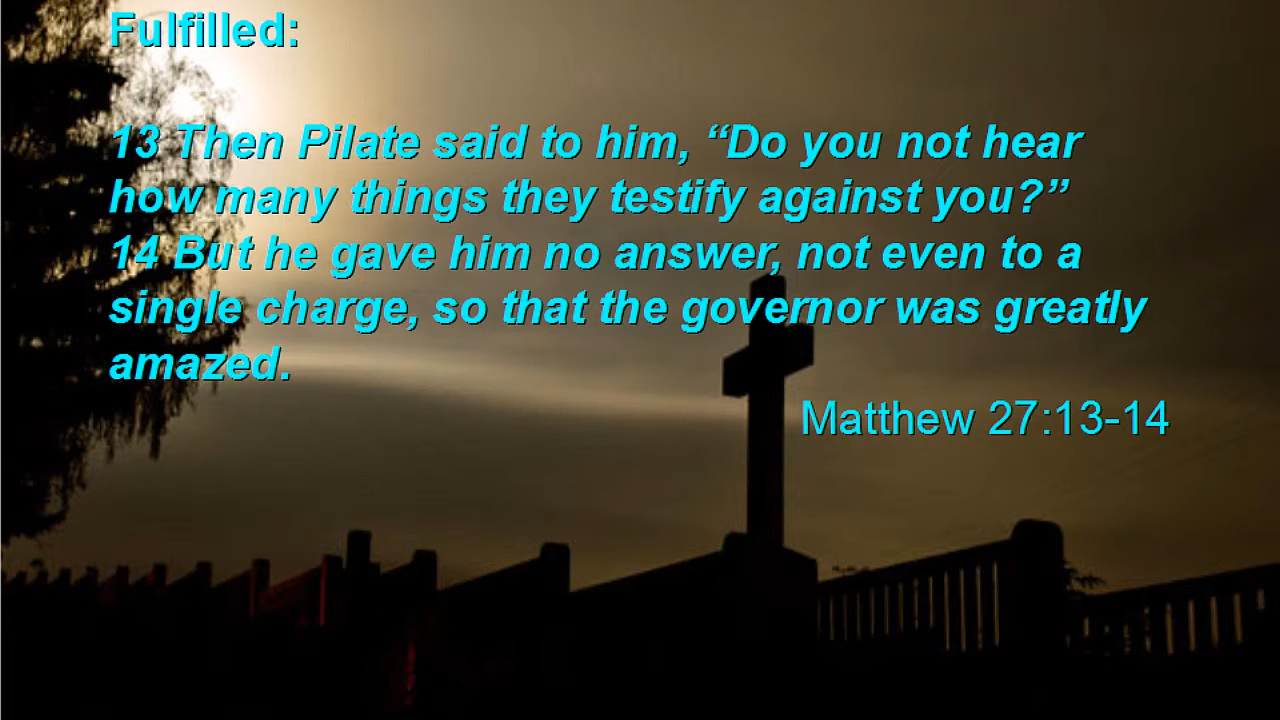 Fulfilled:
13 Then Pilate said to him, “Do you not hear
how many things they testify against you?”
14 But he gave him no answer, not even to a
single charge, so that the governor was greatly
amazed.
Matthew 27:13-14